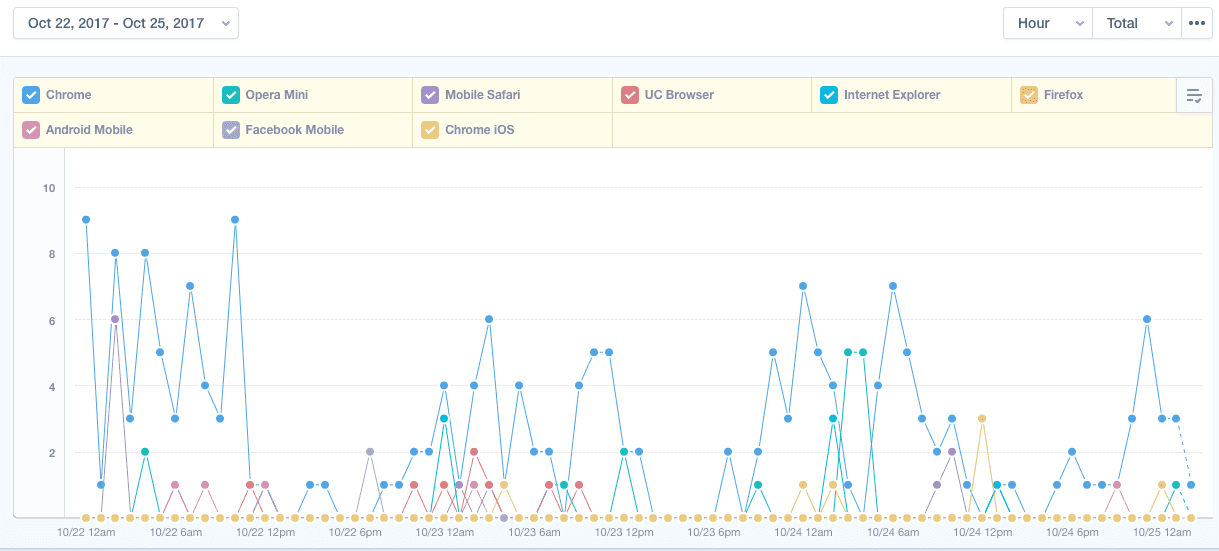 Oct 22, 2017 - Oct 25, 2017 Hour Total
Chrome Opera Mini Mobile Safari UC Browser Internet Explorer Firefox
Android Mobile Facebook Mobile Chrome iOS
10
8
6
4
2
10/22 12am 10/22 6am 10/22 12pm 10/22 6pm 10/23 12am 10/23 6am 10/23 12pm 10/23 6pm 10/24 12am 10/24 6am 10/24 12pm 10/24 6pm 10/25 12am